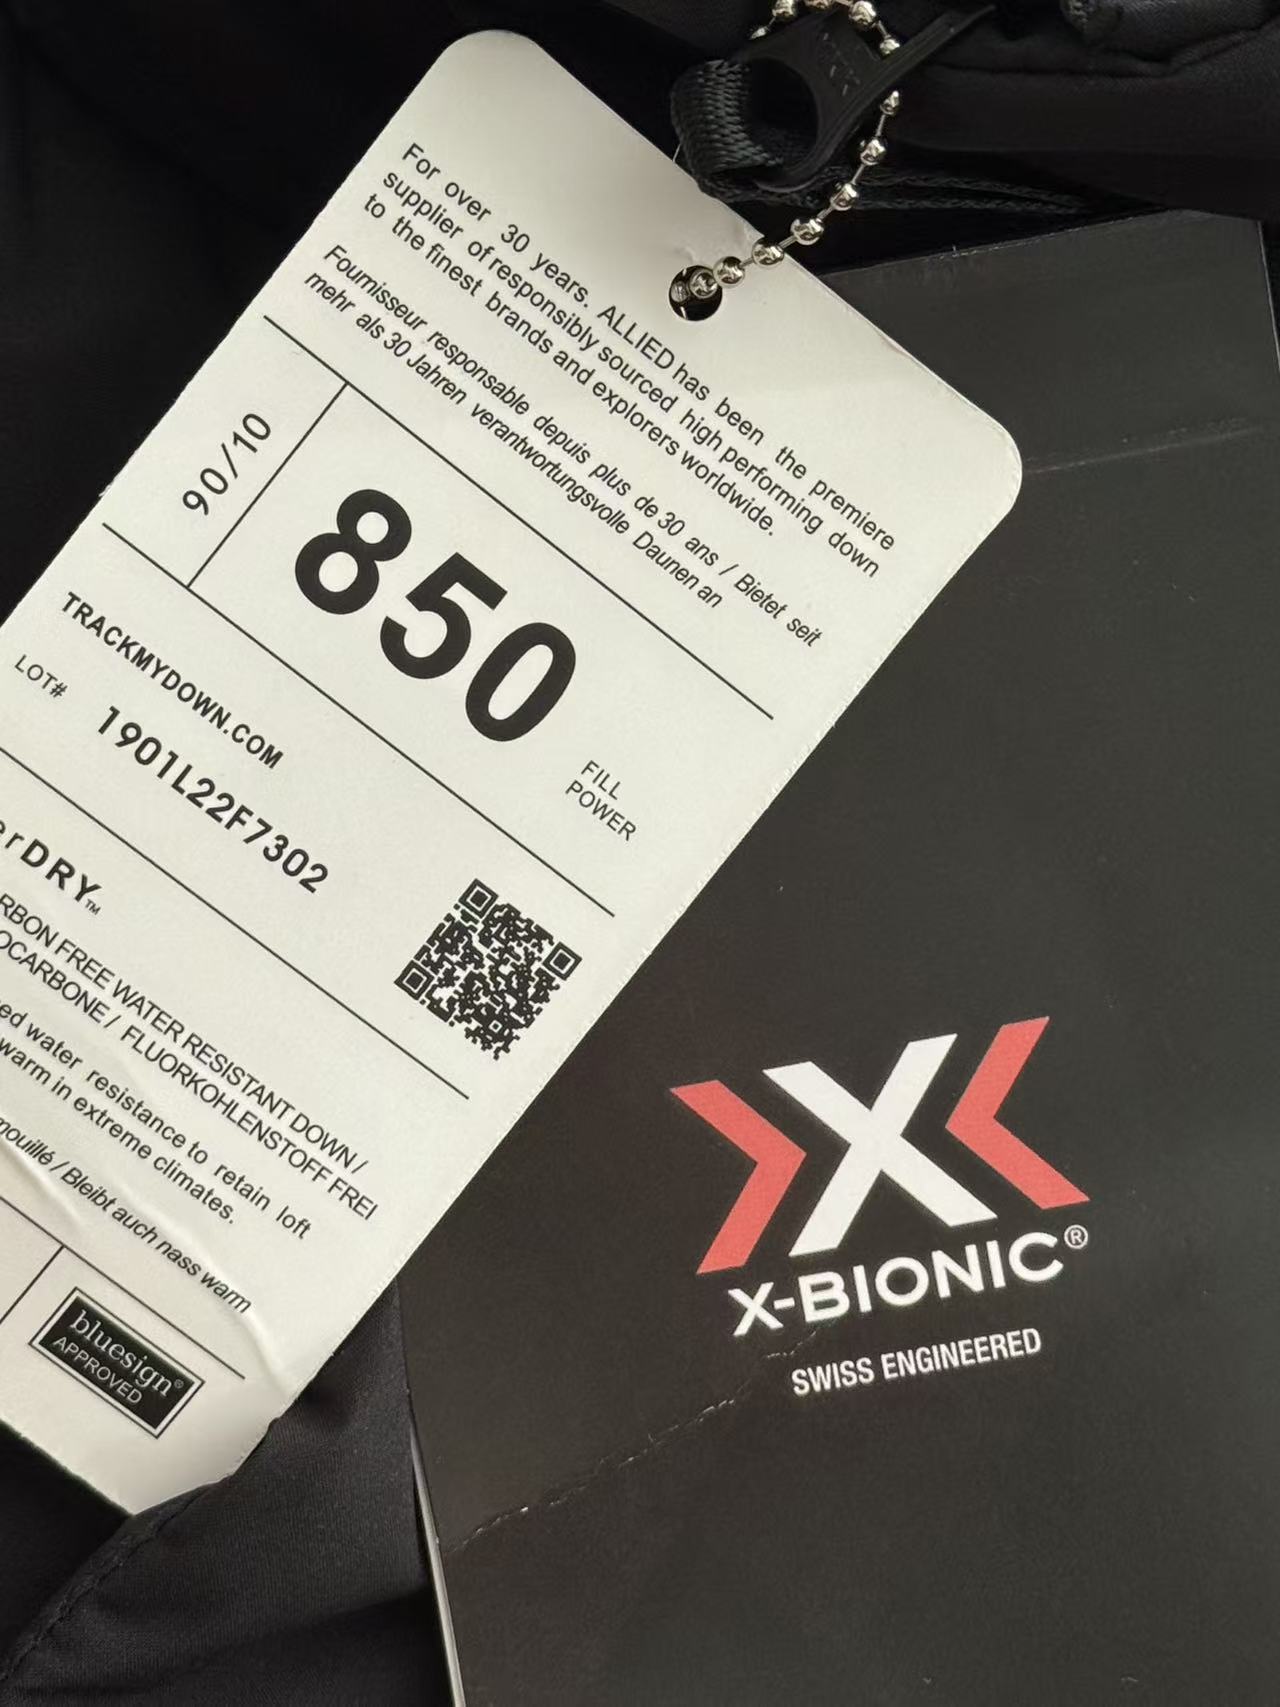 For over 30 years. ALLIED has been the premiere
supplier of responsibly sourced high performing down
to the finest brands and explorers worldwide.
Fournisseur responsable depuis plus de 30 ans / Bietet seit
mehr als 30 Jahren verantwortungsvolle Daunen an
90/10
850
FILL
POWER
TRACKMYDOWN.COM
LOT# 1901L22F7302
erDRY™
RBON FREE WATER RESISTANT DOWN /
OCARBONE / FLUORKOHLENSTOFF FREI
ed water resistance to retain loft
warm in extreme climates.
mouillé / Bleibt auch nass warm
bluesign®
APPROVED
X-BIONIC®
SWISS ENGINEERED